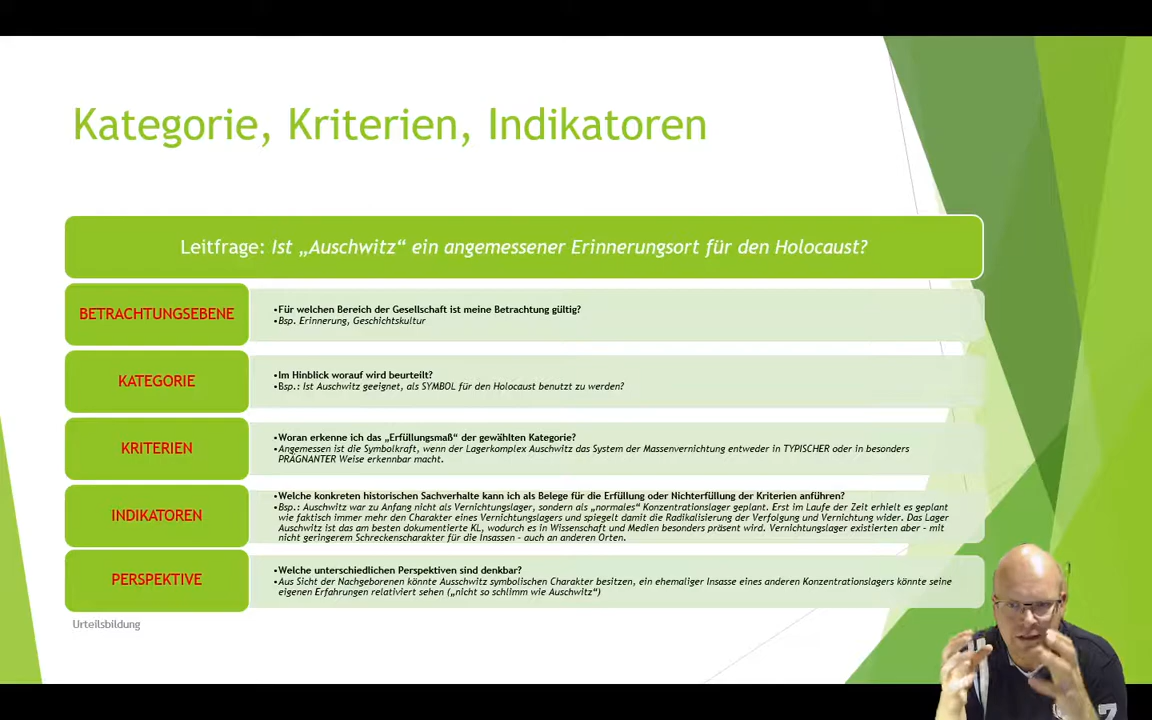 Kategorie, Kriterien, Indikatoren
Leitfrage: Ist „Auschwitz“ ein angemessener Erinnerungsort für den Holocaust?
BETRACHTUNGSEBENE
•Für welchen Bereich der Gesellschaft ist meine Betrachtung gültig?
•Bsp. Erinnerung, Geschichtskultur
KATEGORIE
•Im Hinblick worauf wird beurteilt?
•Bsp.: Ist Auschwitz geeignet, als SYMBOL für den Holocaust benutzt zu werden?
KRITERIEN
•Woran erkenne ich das „Erfüllungsmaß“ der gewählten Kategorie?
•Angemessen ist die Symbolkraft, wenn der Lagerkomplex Auschwitz das System der Massenvernichtung entweder in TYPISCHER oder in besonders
PRÄGNANTER Weise erkennbar macht.
INDIKATOREN
•Welche konkreten historischen Sachverhalte kann ich als Belege für die Erfüllung oder Nichterfüllung der Kriterien anführen?
•Bsp.: Auschwitz war zu Anfang nicht als Vernichtungslager, sondern als „normales“ Konzentrationslager geplant. Erst im Laufe der Zeit erhielt es geplant
wie faktisch immer mehr den Charakter eines Vernichtungslagers und spiegelt damit die Radikalisierung der Verfolgung und Vernichtung wider. Das Lager
Auschwitz ist das am besten dokumentierte KL, wodurch es in Wissenschaft und Medien besonders präsent wird. Vernichtungslager existierten aber – mit
nicht geringerem Schreckenscharakter für die Insassen – auch an anderen Orten.
PERSPEKTIVE
•Welche unterschiedlichen Perspektiven sind denkbar?
•Aus Sicht der Nachgeborenen könnte Ausschwitz symbolischen Charakter besitzen, ein ehemaliger Insasse eines anderen Konzentrationslagers könnte seine
eigenen Erfahrungen relativiert sehen („nicht so schlimm wie Auschwitz“)
Urteilsbildung
7